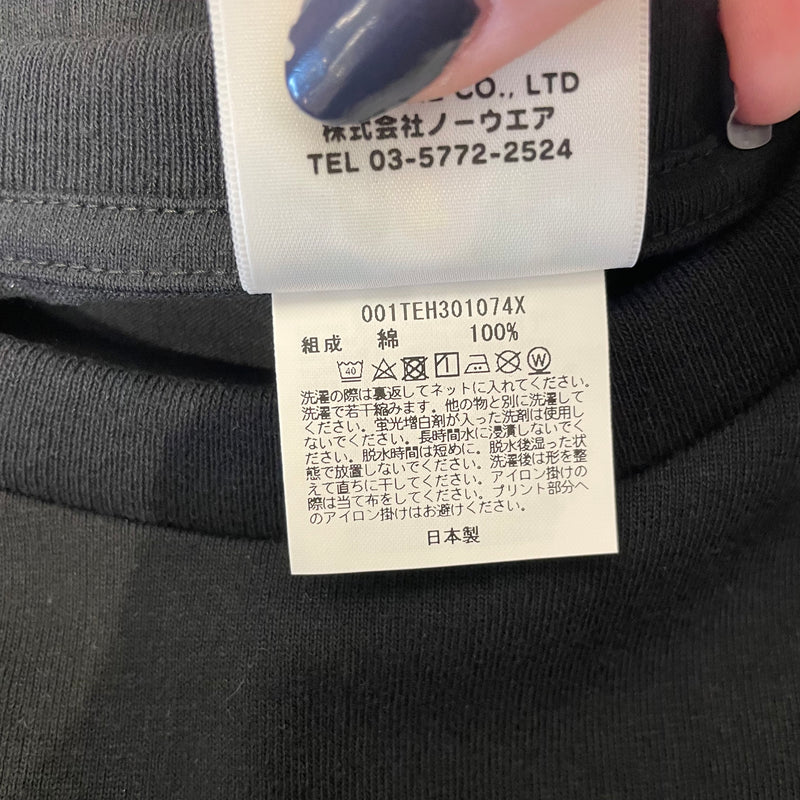 CO., LTD
株式会社ノーウエア
TEL 03-5772-2524
001TEH301074X
組成 綿 100%
40 1 W
洗濯の際は裏返してネットに入れてください。
洗濯で若干縮みます。他の物と別に洗濯して
ください。蛍光増白剤が入った洗剤は使用し
ないでください。長時間水に浸漬しないでく
ださい。脱水時間は短めに。脱水後湿った状
態で放置しないでください。洗濯後は形を整
えて直ちに干してください。アイロン掛けの
際は当て布をしてください。プリント部分へ
のアイロン掛けはお避けください。
日本製